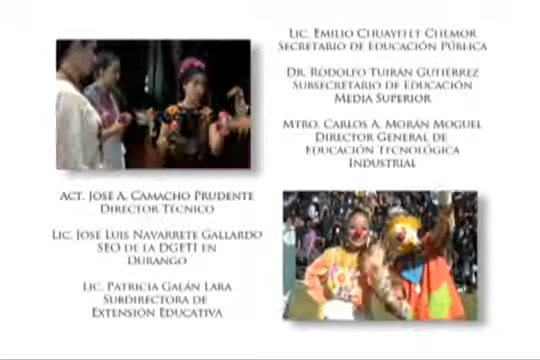 LIC. EMILIO CHUAYFFET CHEMOR
SECRETARIO DE EDUCACIÓN PÚBLICA
DR. RODOLFO TUIRÁN GUTIÉRREZ
SUBSECRETARIO DE EDUCACIÓN
MEDIA SUPERIOR
MTRO. CARLOS A. MORÁN MOGUEL
DIRECTOR GENERAL DE
EDUCACIÓN TECNOLÓGICA
INDUSTRIAL
ACT. JOSÉ A. CAMACHO PRUDENTE
DIRECTOR TÉCNICO
LIC. JOSÉ LUIS NAVARRETE GALLARDO
SEO DE LA DGETI EN
DURANGO
LIC. PATRICIA GALÁN LARA
SUBDIRECTORA DE
EXTENSIÓN EDUCATIVA